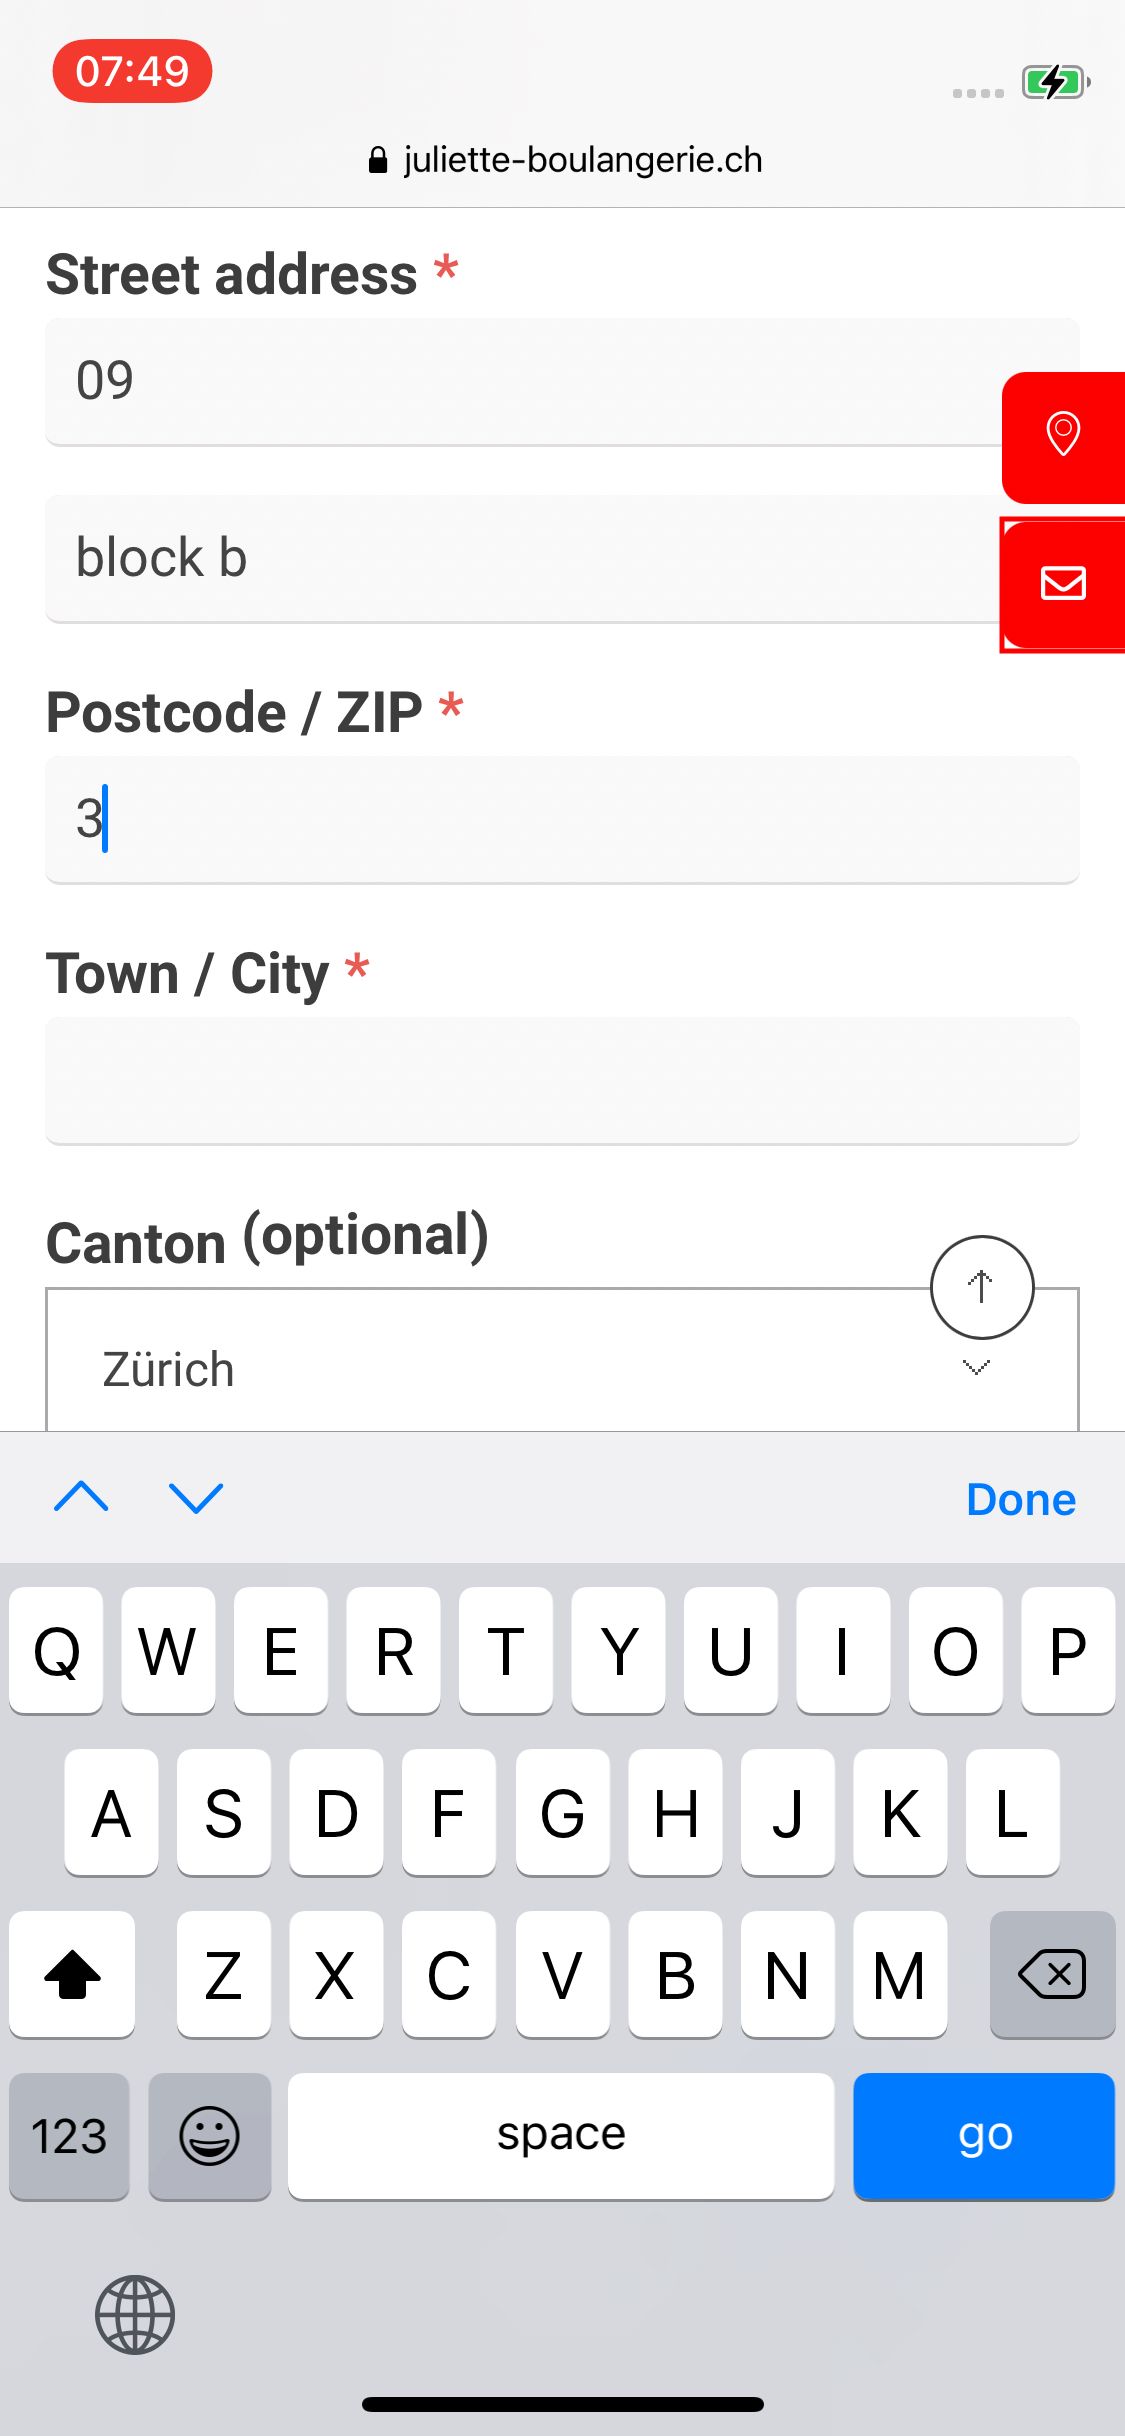 07:49
juliette-boulangerie.ch
Street address *
09
block b
Postcode / ZIP *
3
Town / City *
Canton (optional)
Zürich
Done
Q W E R T Y U I O P
A S D F G H J K L
Z X C V B N M
123 space go